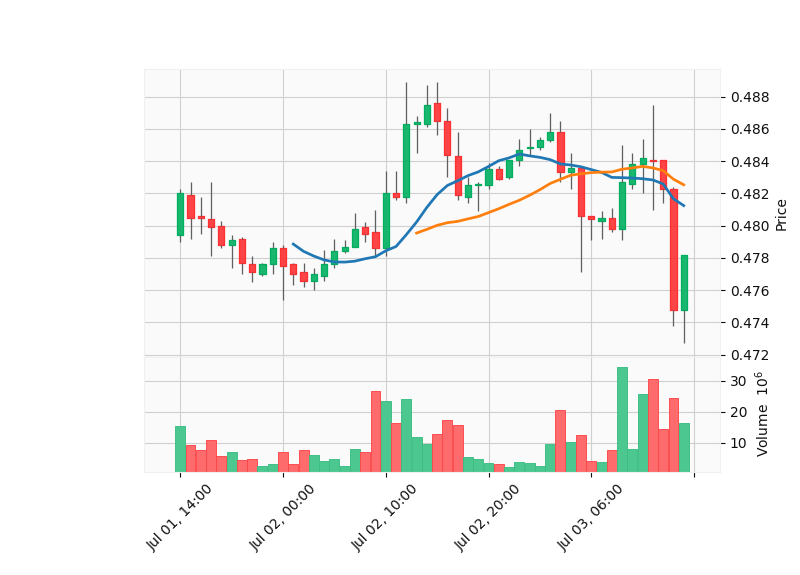 0.488
0.486
0.484
0.482
0.480
0.478
0.476
0.474
0.472
Price
30
20
10
Volume 10⁶
Jul 01, 14:00
Jul 02, 00:00
Jul 02, 10:00
Jul 02, 20:00
Jul 03, 06:00